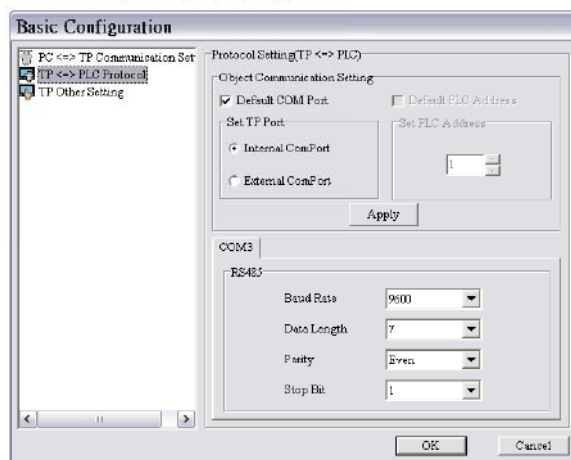 Basic Configuration
PC <=> TP Communication Set
TP <=> PLC Protocol
TP Other Setting
Protocol Setting(TP <=> PLC)
Object Communication Setting
Default COM Port
Default PLC Address
Set TP Port
Internal ComPort
External ComPort
Set PLC Address
1
Apply
COM3
RS485
Baud Rate
9600
Data Length
7
Parity
Even
Stop Bit
1
OK
Cancel